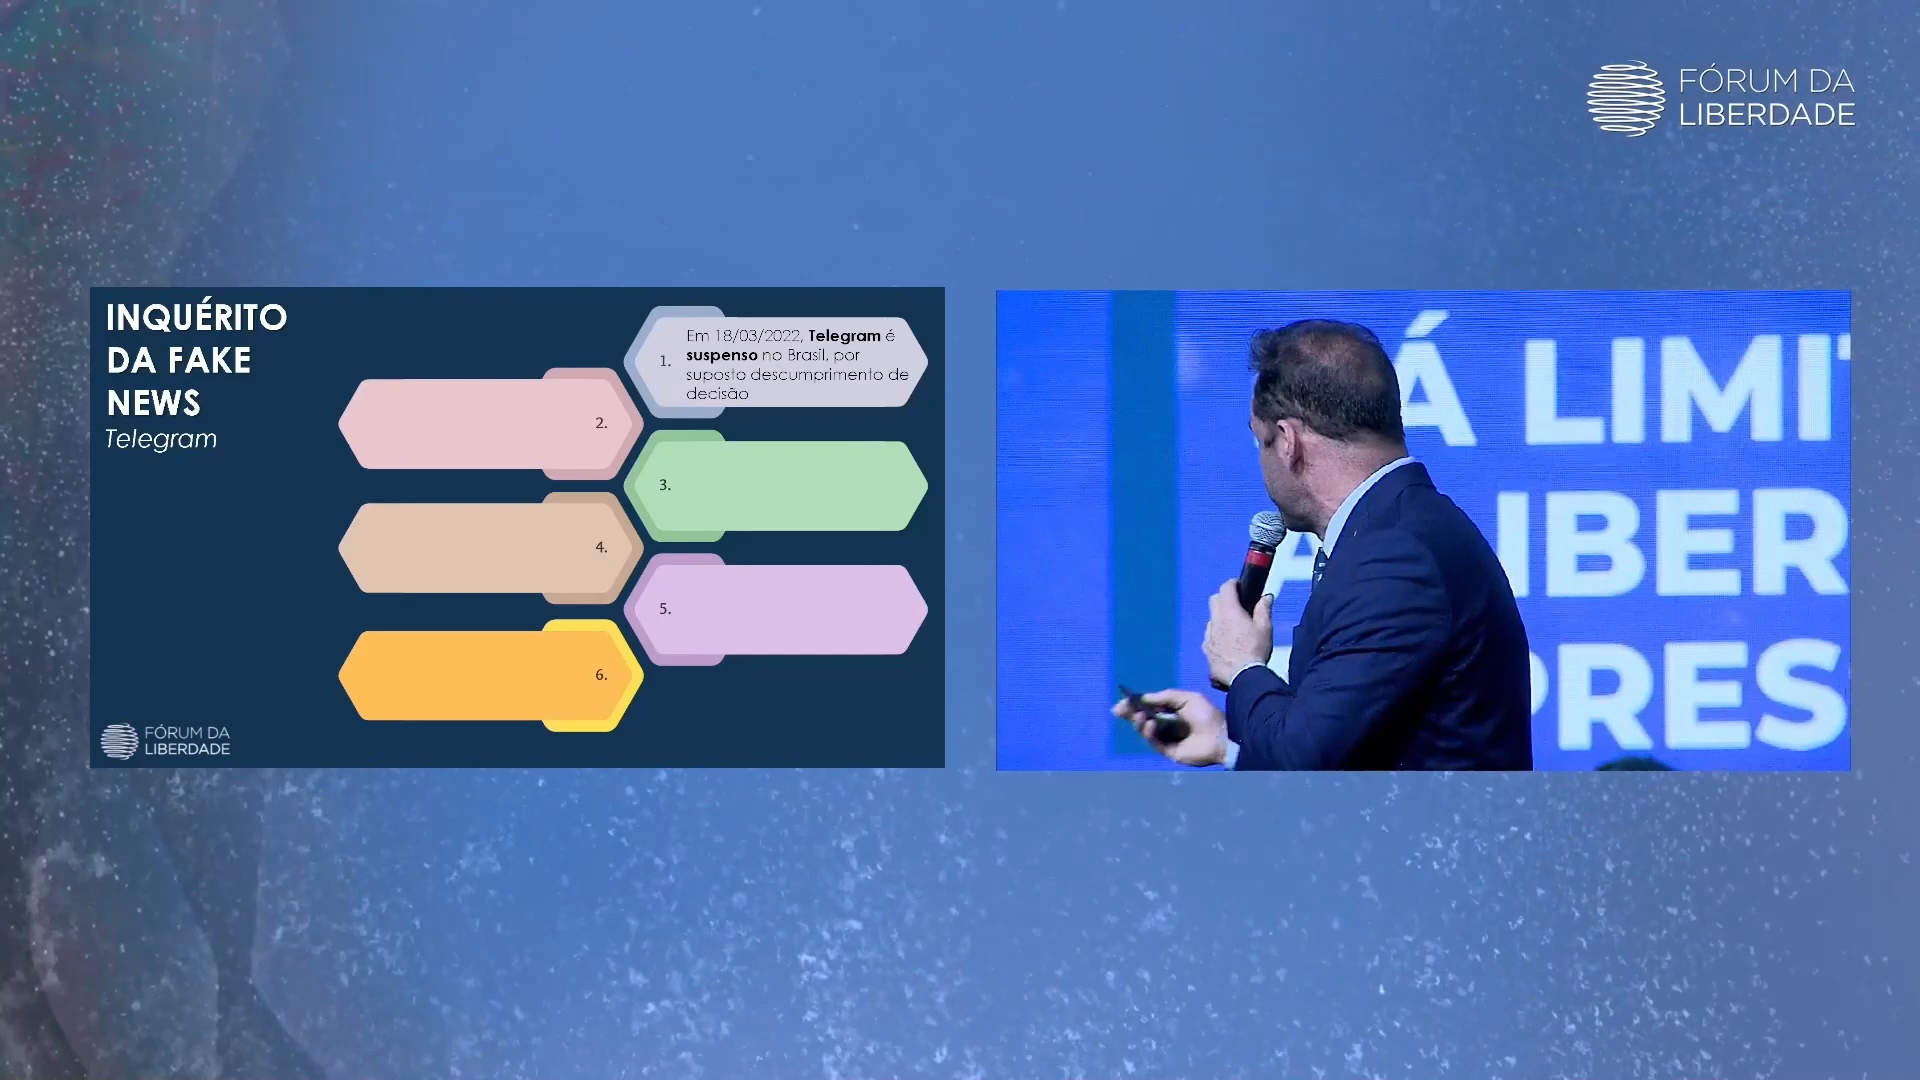 FÓRUM DA
LIBERDADE
INQUÉRITO
DA FAKE
NEWS
Telegram
1.
Em 18/03/2022, Telegram é
suspenso no Brasil, por
suposto descumprimento de
decisão
2.
3.
4.
5.
6.
FÓRUM DA
LIBERDADE
Á LIMI
IBER
PRES